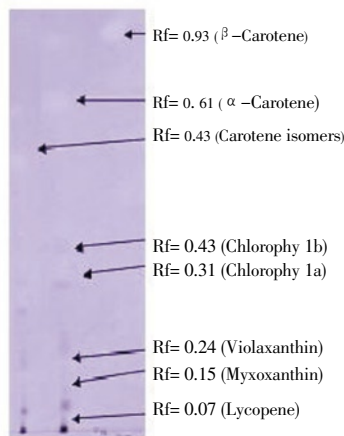 Rf= 0.93 (β-Carotene)
Rf= 0. 61 (α-Carotene)
Rf= 0.43 (Carotene isomers)
Rf= 0.43 (Chlorophy 1b)
Rf= 0.31 (Chlorophy 1a)
Rf= 0.24 (Violaxanthin)
Rf= 0.15 (Myxoxanthin)
Rf= 0.07 (Lycopene)